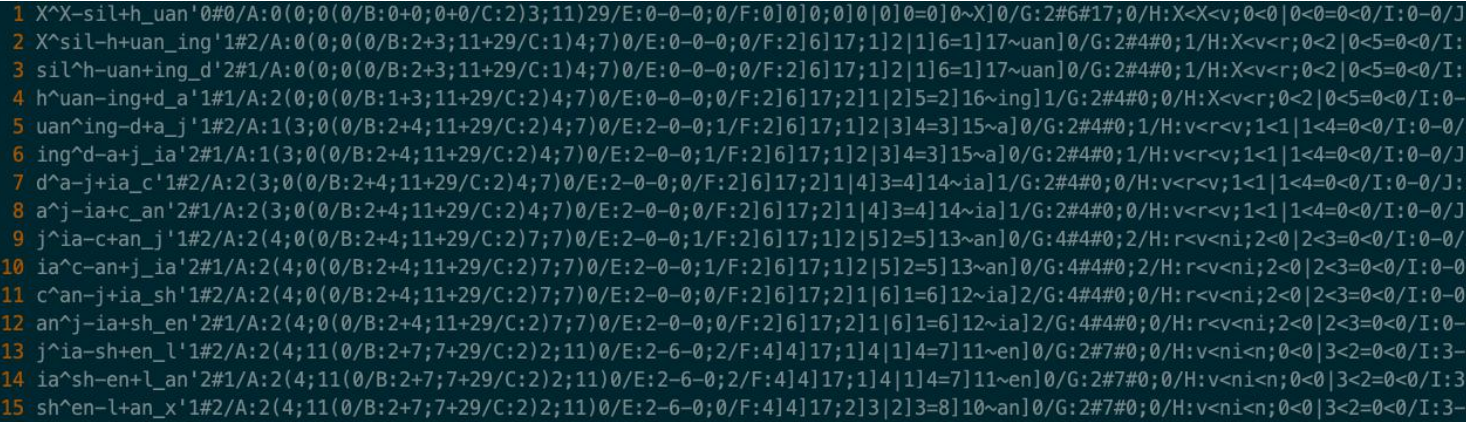 1 X^X-sil+h_uan'0#0/A:0(0;0(0/B:0+0;0+0/C:2)3;11)29/E:0-0-0;0/F:0]0]0;0]0|0]0=0]0~X]0/G:2#6#17;0/H:X<X<v;0<0|0<0=0<0/I:0-0/J
2 X^sil-h+uan_ing'1#2/A:0(0;0(0/B:2+3;11+29/C:1)4;7)0/E:0-0-0;0/F:2]6]17;1]2|1]6=1]17~uan]0/G:2#4#0;1/H:X<v<r;0<2|0<5=0<0/I:
3 sil^h-uan+ing_d'2#1/A:0(0;0(0/B:2+3;11+29/C:1)4;7)0/E:0-0-0;0/F:2]6]17;1]2|1]6=1]17~uan]0/G:2#4#0;1/H:X<v<r;0<2|0<5=0<0/I:
4 h^uan-ing+d_a'1#1/A:2(0;0(0/B:1+3;11+29/C:2)4;7)0/E:0-0-0;0/F:2]6]17;2]1|2]5=2]16~ing]1/G:2#4#0;0/H:X<v<r;0<2|0<5=0<0/I:0-
5 uan^ing-d+a_j'1#2/A:1(3;0(0/B:2+4;11+29/C:2)4;7)0/E:2-0-0;1/F:2]6]17;1]2|3]4=3]15~a]0/G:2#4#0;1/H:v<r<v;1<1|1<4=0<0/I:0-0/
6 ing^d-a+j_ia'2#1/A:1(3;0(0/B:2+4;11+29/C:2)4;7)0/E:2-0-0;1/F:2]6]17;1]2|3]4=3]15~a]0/G:2#4#0;1/H:v<r<v;1<1|1<4=0<0/I:0-0/J
7 d^a-j+ia_c'1#2/A:2(3;0(0/B:2+4;11+29/C:2)4;7)0/E:2-0-0;0/F:2]6]17;2]1|4]3=4]14~ia]1/G:2#4#0;0/H:v<r<v;1<1|1<4=0<0/I:0-0/J:
8 a^j-ia+c_an'2#1/A:2(3;0(0/B:2+4;11+29/C:2)4;7)0/E:2-0-0;0/F:2]6]17;2]1|4]3=4]14~ia]1/G:2#4#0;0/H:v<r<v;1<1|1<4=0<0/I:0-0/J
9 j^ia-c+an_j'1#2/A:2(4;0(0/B:2+4;11+29/C:2)7;7)0/E:2-0-0;1/F:2]6]17;1]2|5]2=5]13~an]0/G:4#4#0;2/H:r<v<ni;2<0|2<3=0<0/I:0-0/
10 ia^c-an+j_ia'2#1/A:2(4;0(0/B:2+4;11+29/C:2)7;7)0/E:2-0-0;1/F:2]6]17;1]2|5]2=5]13~an]0/G:4#4#0;2/H:r<v<ni;2<0|2<3=0<0/I:0-0
11 c^an-j+ia_sh'1#2/A:2(4;0(0/B:2+4;11+29/C:2)7;7)0/E:2-0-0;0/F:2]6]17;2]1|6]1=6]12~ia]2/G:4#4#0;0/H:r<v<ni;2<0|2<3=0<0/I:0-0
12 an^j-ia+sh_en'2#1/A:2(4;0(0/B:2+4;11+29/C:2)7;7)0/E:2-0-0;0/F:2]6]17;2]1|6]1=6]12~ia]2/G:4#4#0;0/H:r<v<ni;2<0|2<3=0<0/I:0-
13 j^ia-sh+en_l'1#2/A:2(4;11(0/B:2+7;7+29/C:2)2;11)0/E:2-6-0;2/F:4]4]17;1]4|1]4=7]11~en]0/G:2#7#0;0/H:v<ni<n;0<0|3<2=0<0/I:3-
14 ia^sh-en+l_an'2#1/A:2(4;11(0/B:2+7;7+29/C:2)2;11)0/E:2-6-0;2/F:4]4]17;1]4|1]4=7]11~en]0/G:2#7#0;0/H:v<ni<n;0<0|3<2=0<0/I:3
15 sh^en-l+an_x'1#2/A:2(4;11(0/B:2+7;7+29/C:2)2;11)0/E:2-6-0;0/F:4]4]17;2]3|2]3=8]10~an]0/G:2#7#0;0/H:v<ni<n;0<0|3<2=0<0/I:3-